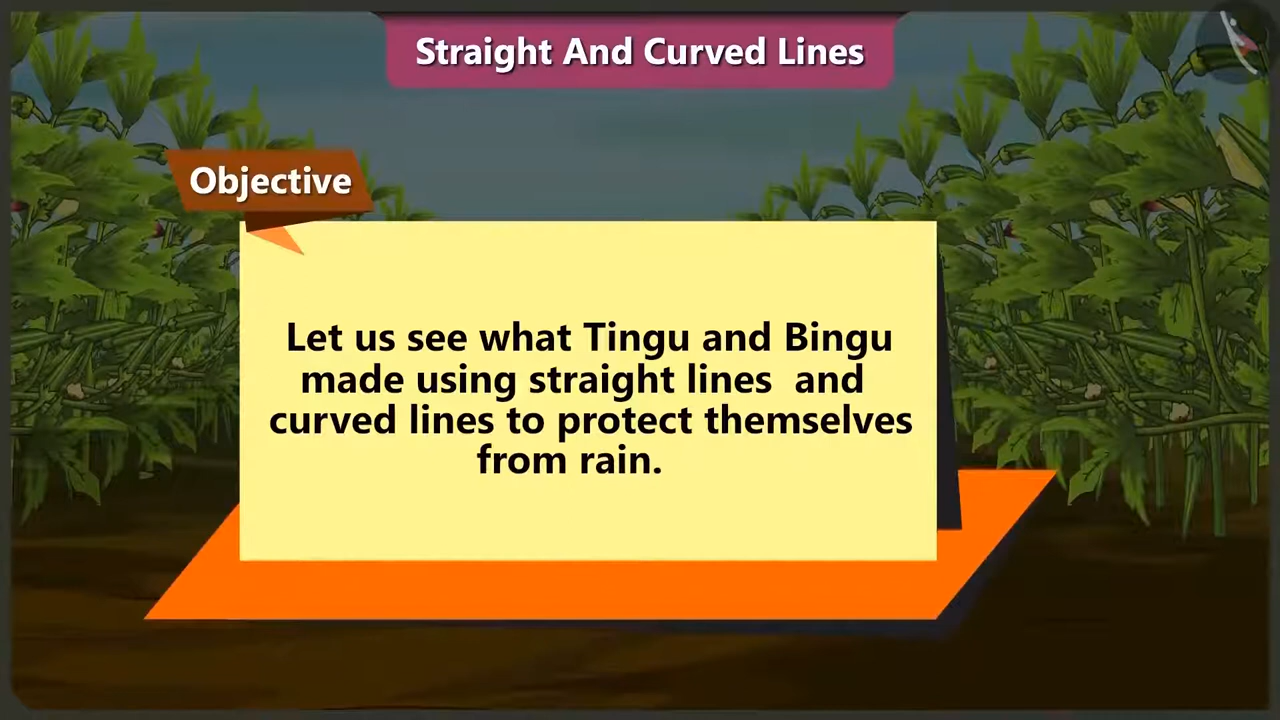 Straight And Curved Lines
Objective
Let us see what Tingu and Bingu
made using straight lines  and
curved lines to protect themselves
from rain.